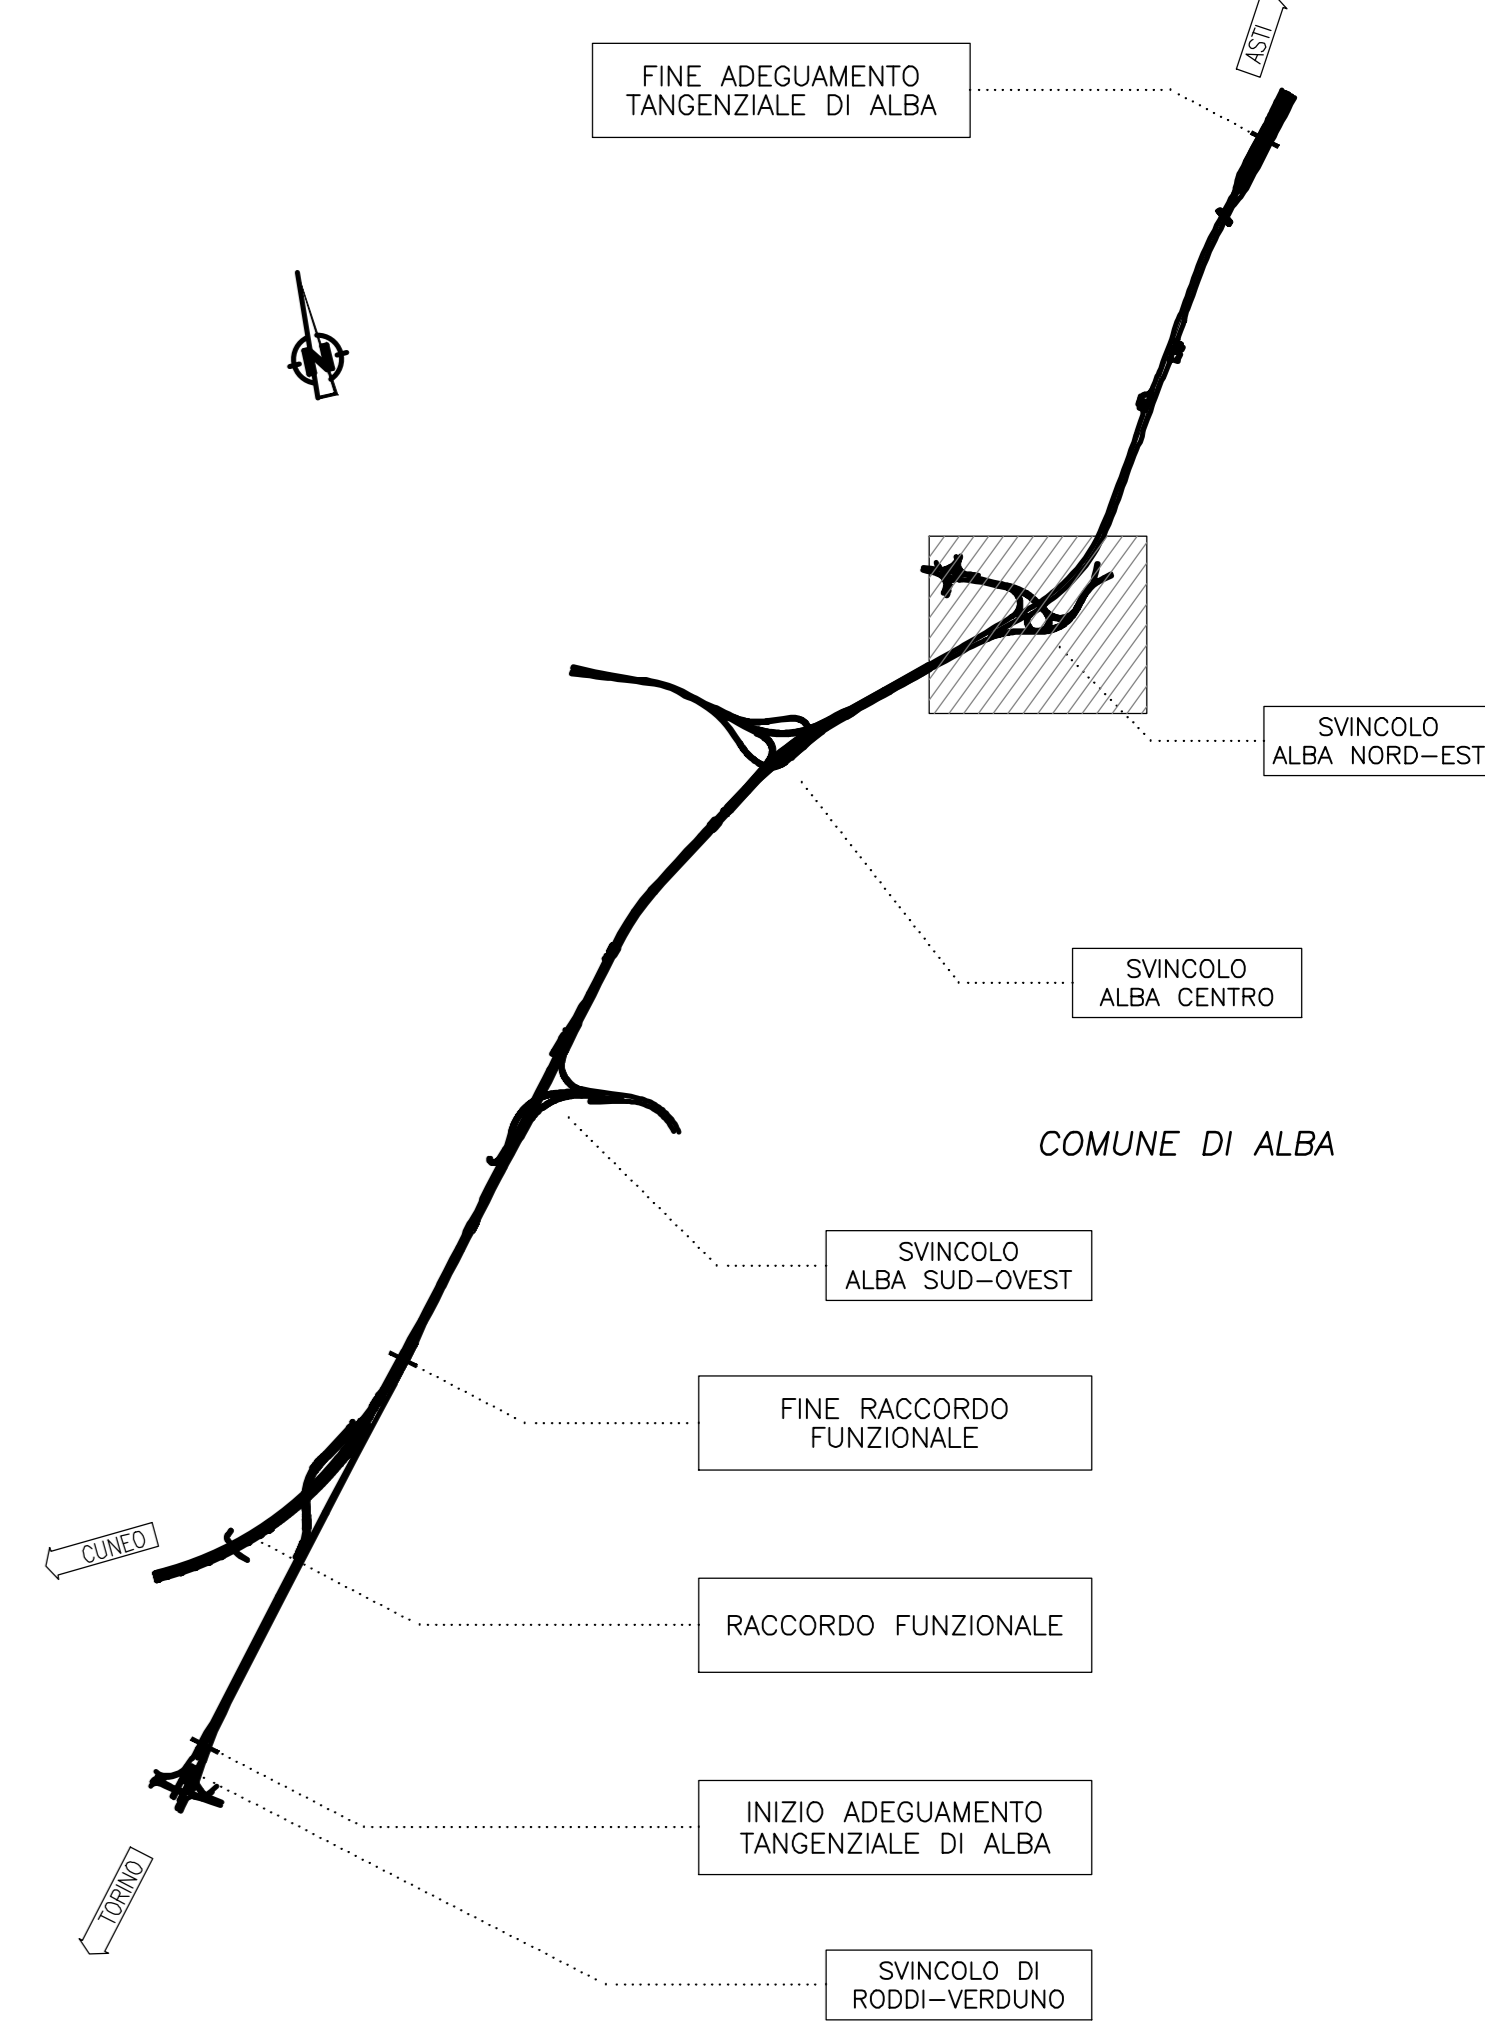 ASTI
FINE ADEGUAMENTO
TANGENZIALE DI ALBA
N
SVINCOLO
ALBA NORD-EST
SVINCOLO
ALBA CENTRO
COMUNE DI ALBA
SVINCOLO
ALBA SUD-OVEST
FINE RACCORDO
FUNZIONALE
CUNEO
RACCORDO FUNZIONALE
INIZIO ADEGUAMENTO
TANGENZIALE DI ALBA
TORINO
SVINCOLO DI
RODDI-VERDUNO